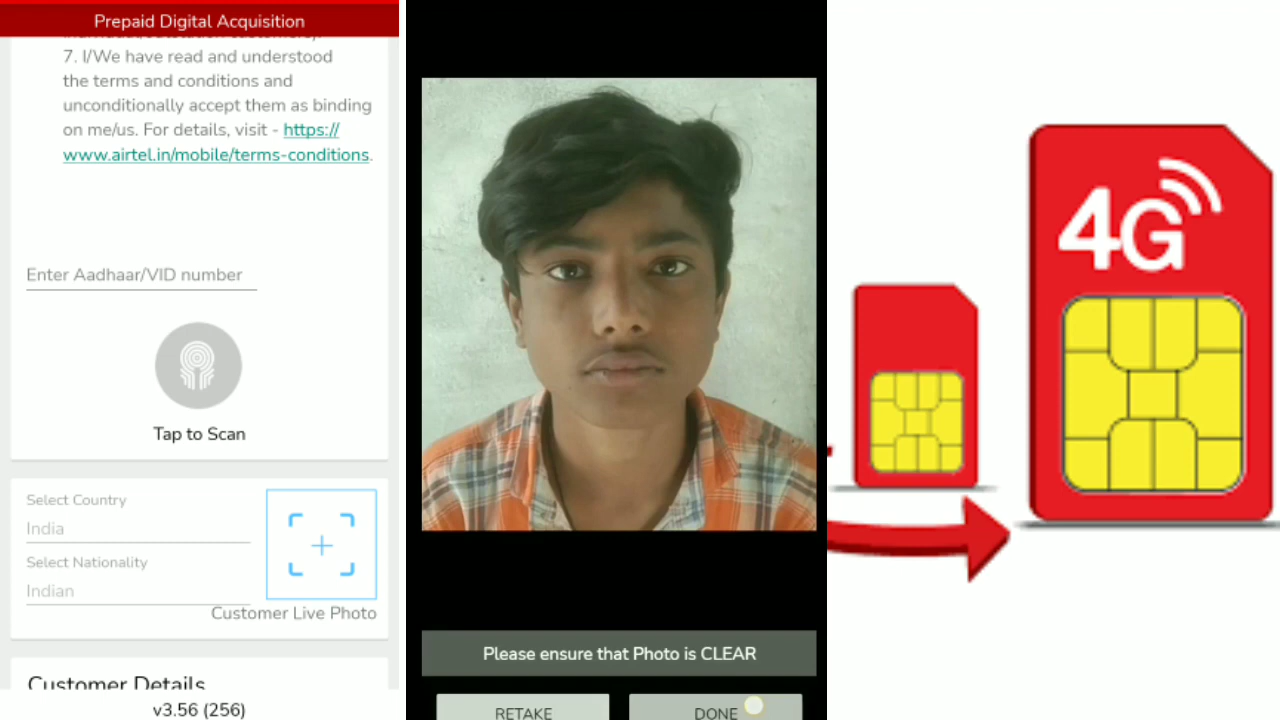 Prepaid Digital Acquisition
7. I/We have read and understood
the terms and conditions and
unconditionally accept them as binding
on me/us. For details, visit - https://
www.airtel.in/mobile/terms-conditions.
Enter Aadhaar/VID number
Tap to Scan
Select Country
India
Select Nationality
Indian
Customer Live Photo
Customer Details
v3.56 (256)
Please ensure that Photo is CLEAR
RETAKE
DONE
4G